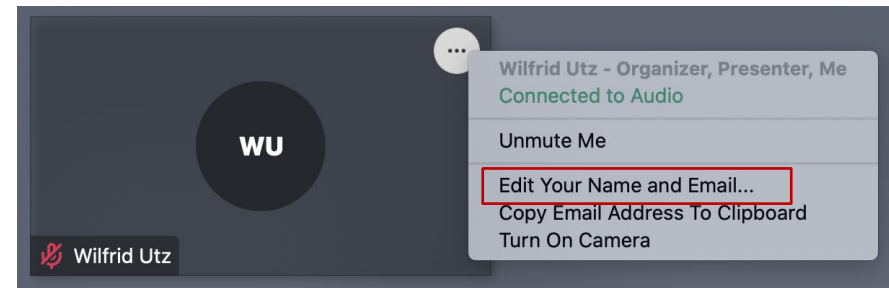 Wilfrid Utz - Organizer, Presenter, Me
Connected to Audio
WU
Unmute Me
Edit Your Name and Email...
Copy Email Address To Clipboard
Turn On Camera
Wilfrid Utz